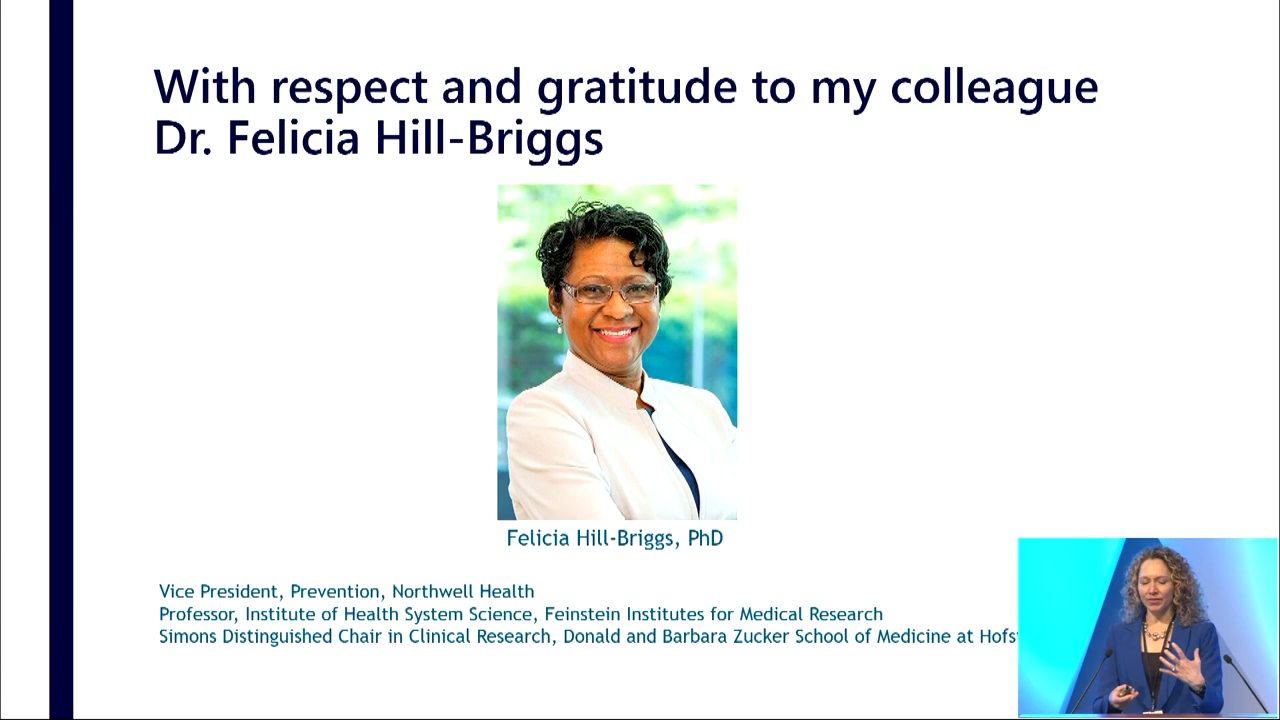 With respect and gratitude to my colleague
Dr. Felicia Hill-Briggs
Felicia Hill-Briggs, PhD
Vice President, Prevention, Northwell Health
Professor, Institute of Health System Science, Feinstein Institutes for Medical Research
Simons Distinguished Chair in Clinical Research, Donald and Barbara Zucker School of Medicine at